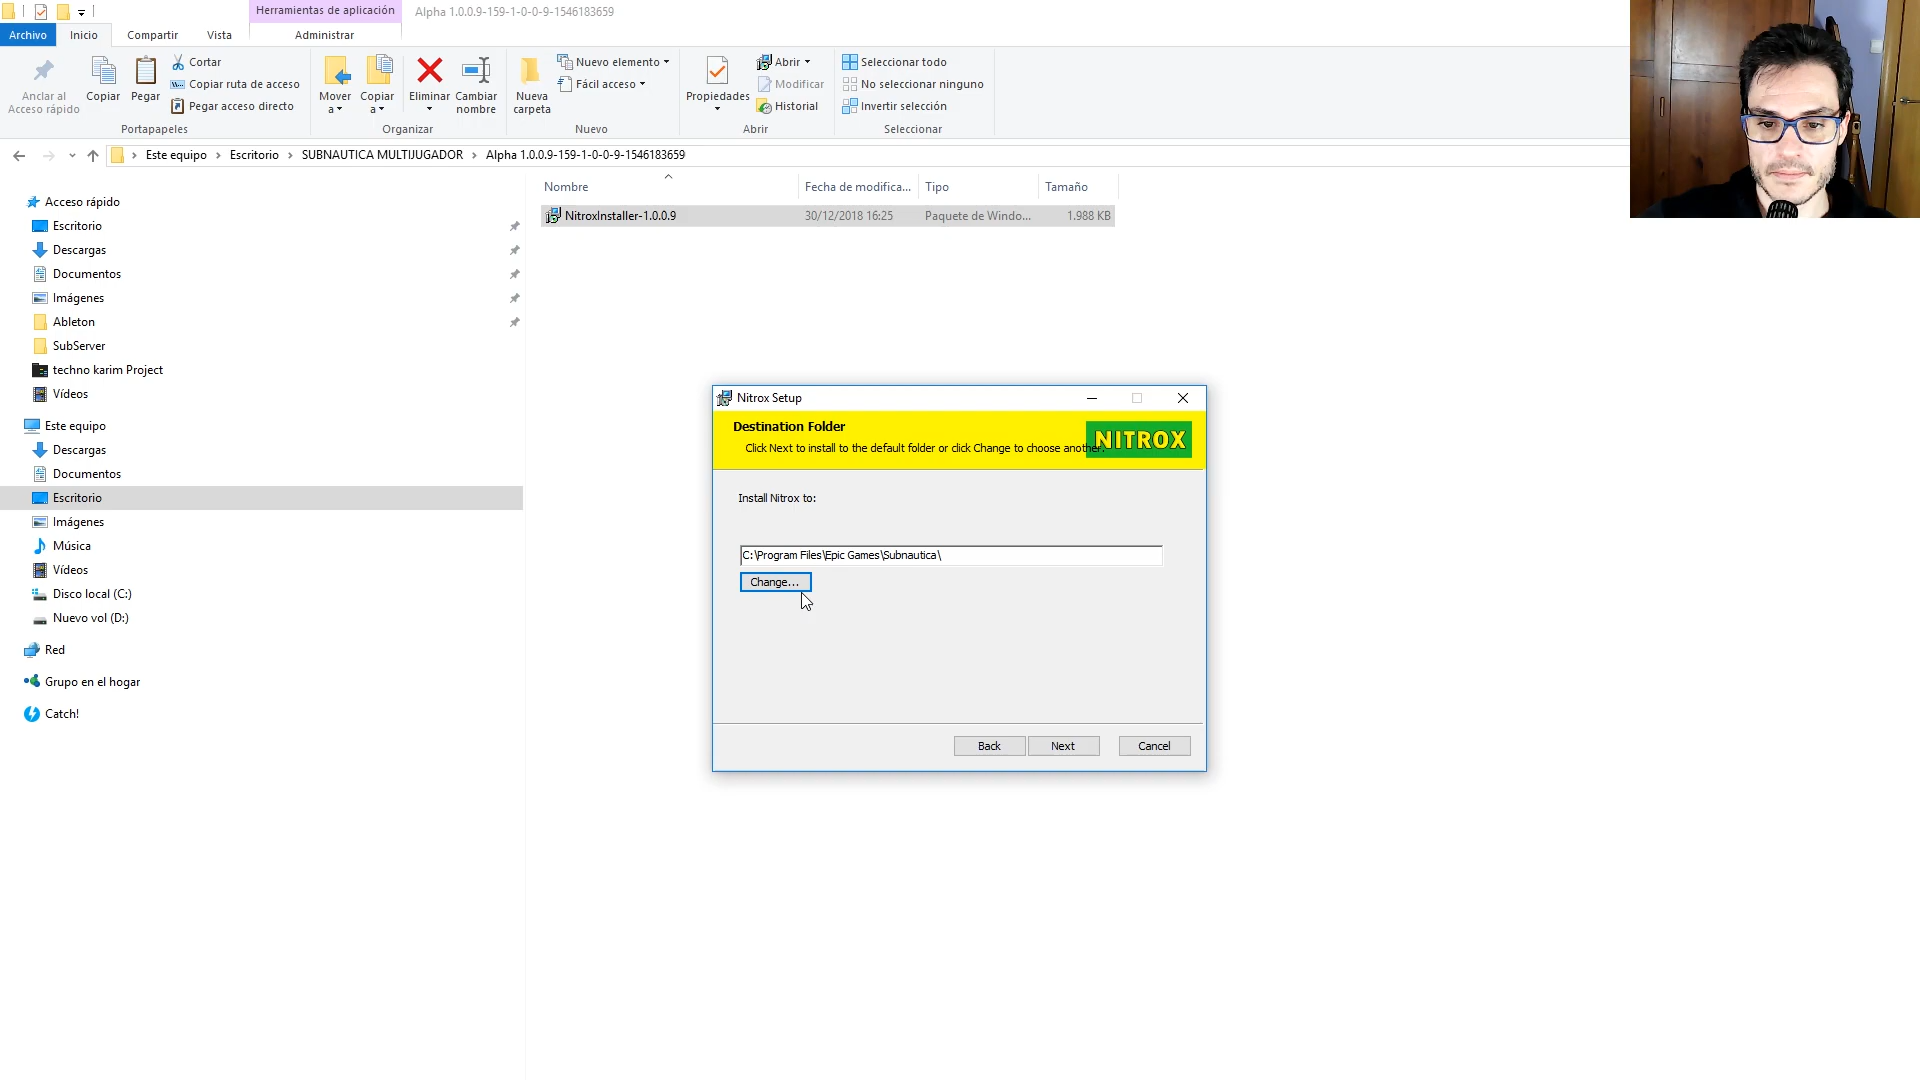 Herramientas de aplicación
Alpha 1.0.0.9-159-1-0-0-9-1546183659
Archivo
Inicio
Compartir
Vista
Administrar
Anclar al
Acceso rápido
Copiar
Pegar
Cortar
Copiar ruta de acceso
Pegar acceso directo
Portapapeles
Mover
a
Copiar
a
Eliminar
Cambiar
nombre
Organizar
Nueva
carpeta
Nuevo elemento
Fácil acceso
Nuevo
Propiedades
Abrir
Modificar
Historial
Abrir
Seleccionar todo
No seleccionar ninguno
Invertir selección
Seleccionar
Este equipo
Escritorio
SUBNAUTICA MULTIJUGADOR
Alpha 1.0.0.9-159-1-0-0-9-1546183659
Acceso rápido
Escritorio
Descargas
Documentos
Imágenes
Ableton
SubServer
techno karim Project
Vídeos
Este equipo
Descargas
Documentos
Escritorio
Imágenes
Música
Vídeos
Disco local (C:)
Nuevo vol (D:)
Red
Grupo en el hogar
Catch!
Nombre
Fecha de modifica...
Tipo
Tamaño
NitroxInstaller-1.0.0.9
30/12/2018 16:25
Paquete de Windo...
1.988 KB
Nitrox Setup
Destination Folder
Click Next to install to the default folder or click Change to choose another.
NITROX
Install Nitrox to:
C:\Program Files\Epic Games\Subnautica\
Change...
Back
Next
Cancel